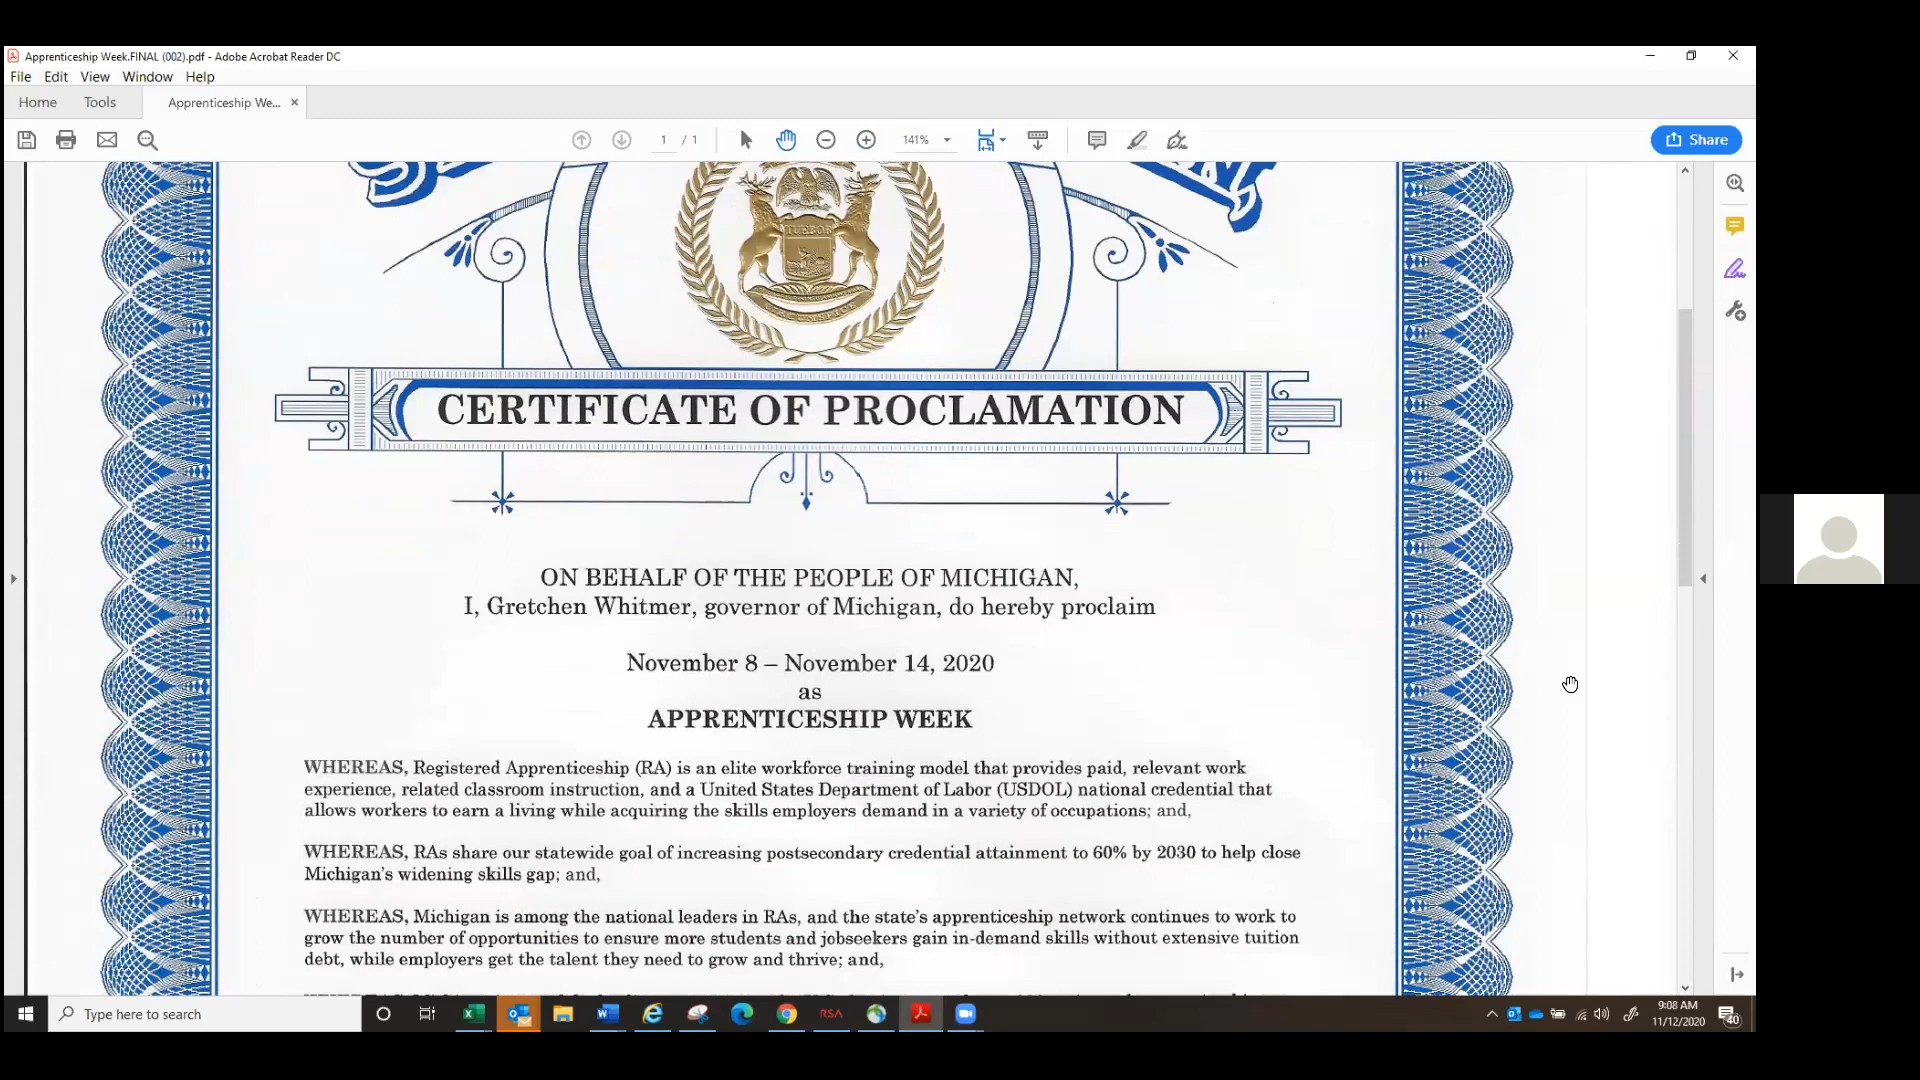 Apprenticeship Week.FINAL (002).pdf - Adobe Acrobat Reader DC
File Edit View Window Help
Home Tools Apprenticeship We... ×
1 / 1 141% Share
TUEBOR
CERTIFICATE OF PROCLAMATION
ON BEHALF OF THE PEOPLE OF MICHIGAN,
I, Gretchen Whitmer, governor of Michigan, do hereby proclaim
November 8 – November 14, 2020
as
APPRENTICESHIP WEEK
WHEREAS, Registered Apprenticeship (RA) is an elite workforce training model that provides paid, relevant work
experience, related classroom instruction, and a United States Department of Labor (USDOL) national credential that
allows workers to earn a living while acquiring the skills employers demand in a variety of occupations; and,
WHEREAS, RAs share our statewide goal of increasing postsecondary credential attainment to 60% by 2030 to help close
Michigan's widening skills gap; and,
WHEREAS, Michigan is among the national leaders in RAs, and the state's apprenticeship network continues to work to
grow the number of opportunities to ensure more students and jobseekers gain in-demand skills without extensive tuition
debt, while employers get the talent they need to grow and thrive; and,
Type here to search
RSA
9:08 AM
11/12/2020
40